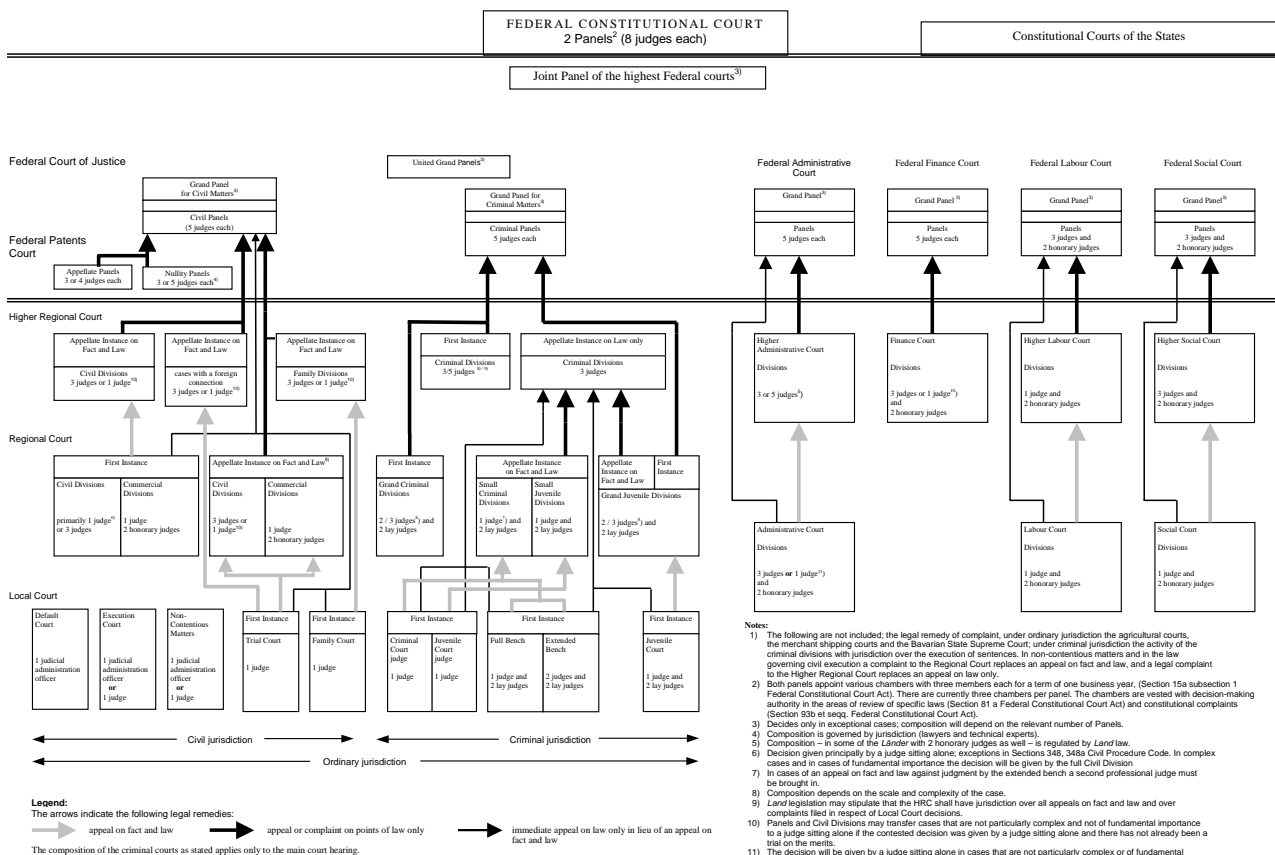 FEDERAL CONSTITUTIONAL COURT
2 Panels2 (8 judges each)
Constitutional Courts of the States
Joint Panel of the highest Federal courts3)
Federal Court of Justice
United Grand Panels3)
Grand Panel
for Civil Matters3)
Civil Panels
(5 judges each)
Grand Panel for
Criminal Matters3)
Criminal Panels
5 judges each
Federal Administrative
Court
Grand Panel3)
Panels
5 judges each
Federal Finance Court
Grand Panel 3)
Panels
5 judges each
Federal Labour Court
Grand Panel3)
Panels
3 judges and
2 honorary judges
Federal Social Court
Grand Panel3)
Panels
3 judges and
2 honorary judges
Federal Patents
Court
Appellate Panels
3 or 4 judges each
Nullity Panels
3 or 5 judges each4)
Higher Regional Court
Appellate Instance on
Fact and Law
Civil Divisions
3 judges or 1 judge10)
Appellate Instance on
Fact and Law
cases with a foreign
connection
3 judges or 1 judge10)
Appellate Instance on
Fact and Law
Family Divisions
3 judges or 1 judge10)
First Instance
Criminal Divisions
3/5 judges
Appellate Instance on Law only
Criminal Divisions
3 judges
Higher
Administrative Court
Divisions
3 or 5 judges5)
Finance Court
Divisions
3 judges or 1 judge
and
2 honorary judges
Higher Labour Court
Divisions
1 judge and
2 honorary judges
Higher Social Court
Divisions
3 judges and
2 honorary judges
Regional Court
First Instance
Civil Divisions
primarily 1 judge6)
or 3 judges
Commercial
Divisions
1 judge
2 honorary judges
Appellate Instance on Fact and Law
Civil
Divisions
3 judges or
1 judge10)
Commercial
Divisions
1 judge
2 honorary judges
First Instance
Grand Criminal
Divisions
2 / 3 judges8) and
2 lay judges
Appellate Instance
on Fact and Law
Small
Criminal
Divisions
1 judge7) and
2 lay judges
Small
Juvenile
Divisions
1 judge and
2 lay judges
Appellate
Instance on
Fact and Law
First
Instance
Grand Juvenile Divisions
2 / 3 judges8) and
2 lay judges
Administrative Court
Divisions
3 judges or 1 judge11)
and
2 honorary judges
Labour Court
Divisions
1 judge and
2 honorary judges
Social Court
Divisions
1 judge and
2 honorary judges
Local Court
Default
Court
1 judicial
administration
officer
Execution
Court
1 judicial
administration
officer
or
1 judge
Non-
Contentious
Matters
1 judicial
administration
officer
or
1 judge
First Instance
Trial Court
1 judge
First Instance
Family Court
1 judge
First Instance
Criminal
Court
judge
1 judge
Juvenile
Court
judge
1 judge
First Instance
Full Bench
1 judge and
2 lay judges
Extended
Bench
2 judges and
2 lay judges
First Instance
Juvenile
Court
1 judge and
2 lay judges
Civil jurisdiction
Criminal jurisdiction
Ordinary jurisdiction
Legend:
The arrows indicate the following legal remedies:
appeal on fact and law
appeal or complaint on points of law only
immediate appeal on law only in lieu of an appeal on
fact and law
The composition of the criminal courts as stated applies only to the main court hearing.
Notes:
1) The following are not included; the legal remedy of complaint, under ordinary jurisdiction the agricultural courts,
the merchant shipping courts and the Bavarian State Supreme Court; under criminal jurisdiction the activity of the
criminal divisions with jurisdiction over the execution of sentences. In non-contentious matters and in the law
governing civil execution a complaint to the Regional Court replaces an appeal on fact and law, and a legal complaint
to the Higher Regional Court replaces an appeal on law only.
2) Both panels appoint various chambers with three members each for a term of one business year, (Section 15a subsection 1
Federal Constitutional Court Act). There are currently three chambers per panel. The chambers are vested with decision-making
authority in the areas of review of specific laws (Section 81 a Federal Constitutional Court Act) and constitutional complaints
(Section 93b et seqq. Federal Constitutional Court Act).
3) Decides only in exceptional cases; composition will depend on the relevant number of Panels.
4) Composition is governed by jurisdiction (lawyers and technical experts).
5) Composition – in some of the Länder with 2 honorary judges as well – is regulated by Land law.
6) Decision given principally by a judge sitting alone; exceptions in Sections 348, 348a Civil Procedure Code. In complex
cases and in cases of fundamental importance the decision will be given by the full Civil Division
7) In cases of an appeal on fact and law against judgment by the extended bench a second professional judge must
be brought in.
8) Composition depends on the scale and complexity of the case.
9) Land legislation may stipulate that the HRC shall have jurisdiction over all appeals on fact and law and over
complaints filed in respect of Local Court decisions.
10) Panels and Civil Divisions may transfer cases that are not particularly complex and not of fundamental importance
to a judge sitting alone if the contested decision was given by a judge sitting alone and there has not already been a
trial on the merits.
11) The decision will be given by a judge sitting alone in cases that are not particularly complex or of fundamental